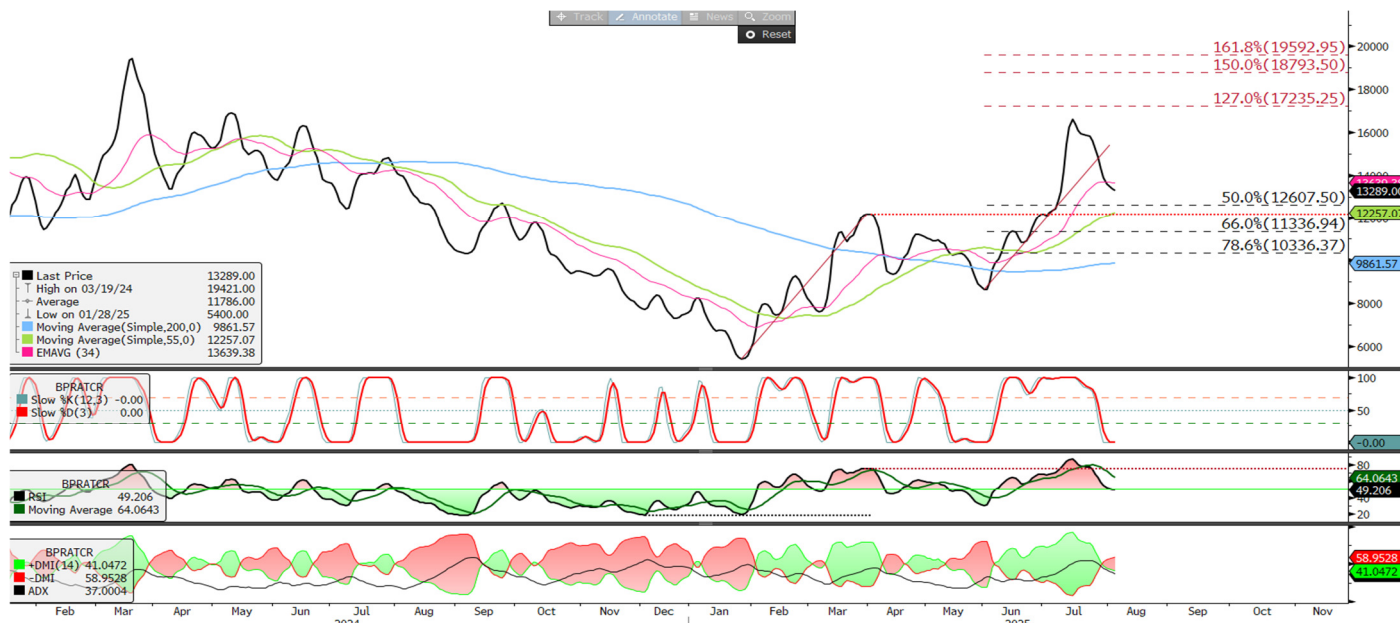 Track Annotate News Zoom
Reset
161.8%(19592.95)
150.0%(18793.50)
127.0%(17235.25)
50.0%(12607.50)
66.0%(11336.94)
78.6%(10336.37)
20000
18000
16000
14000
13639.38
13289.00
12257.07
12000
9861.57
8000
6000
Last Price 13289.00
High on 03/19/24 19421.00
Average 11786.00
Low on 01/28/25 5400.00
Moving Average(Simple,200,0) 9861.57
Moving Average(Simple,55,0) 12257.07
EMAVG (34) 13639.38
BPRATCR
Slow %K(12,3) -0.00
Slow %D(3) 0.00
100
50
-0.00
BPRATCR
RSI 49.206
Moving Average 64.0643
80
64.0643
49.206
40
20
BPRATCR
+DMI(14) 41.0472
-DMI 58.9528
ADX 37.0004
58.9528
41.0472
Feb Mar Apr May Jun Jul Aug Sep Oct Nov Dec Jan Feb Mar Apr May Jun Jul Aug Sep Oct Nov
2024 2025